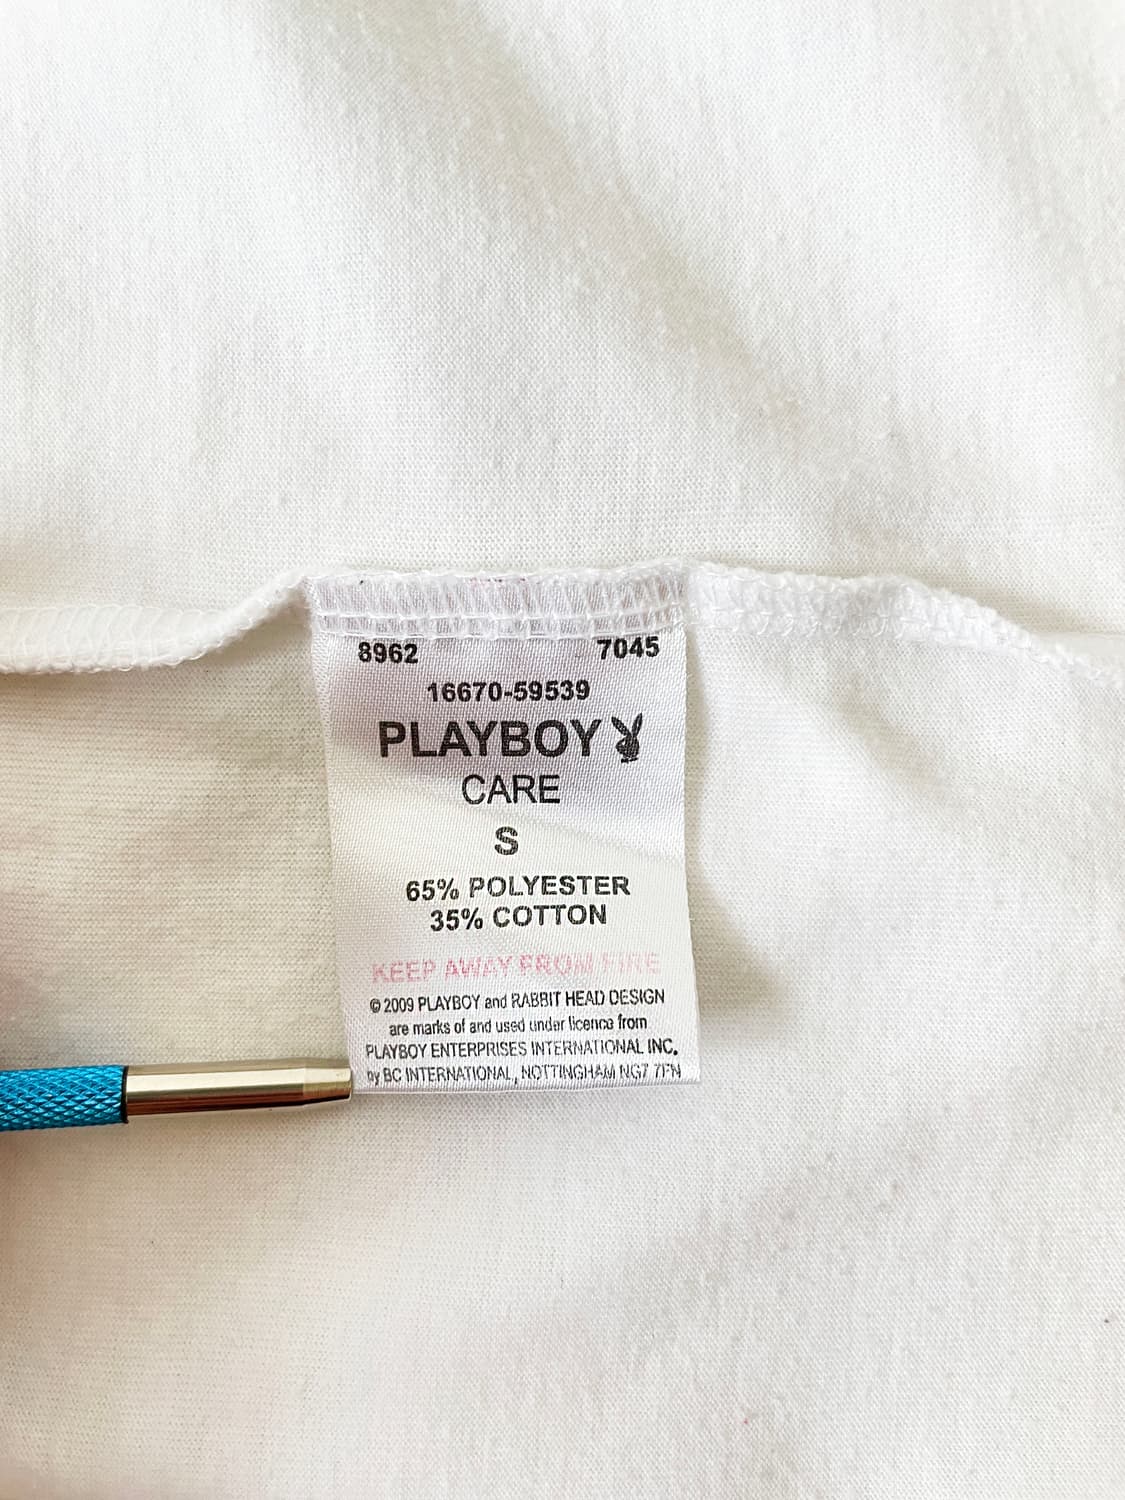 8962 7045
16670-59539
PLAYBOY
CARE
S
65% POLYESTER
35% COTTON
KEEP AWAY FROM FIRE
© 2009 PLAYBOY and RABBIT HEAD DESIGN
are marks of and used under licence from
PLAYBOY ENTERPRISES INTERNATIONAL INC.
by BC INTERNATIONAL, NOTTINGHAM NG7 7FN